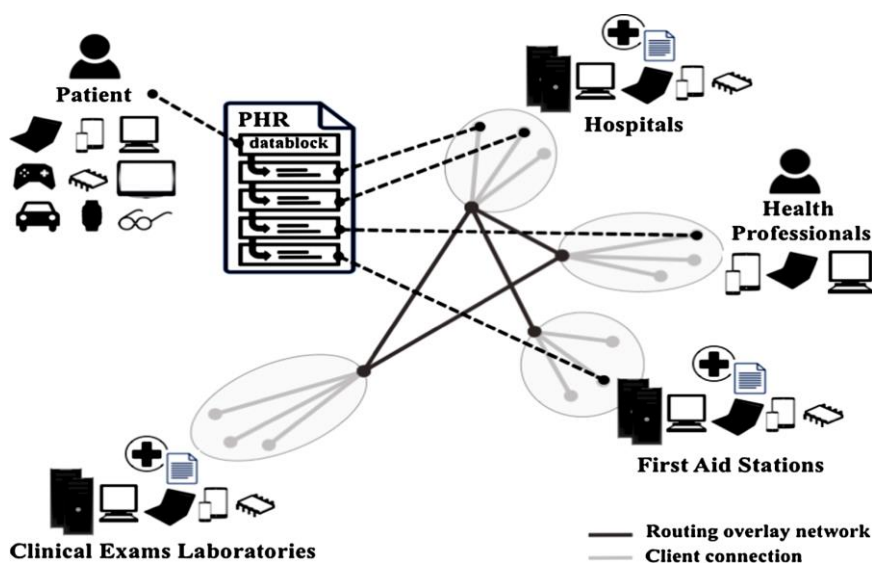 Patient
PHR
datablock
Hospitals
Health
Professionals
First Aid Stations
Clinical Exams Laboratories
Routing overlay network
Client connection